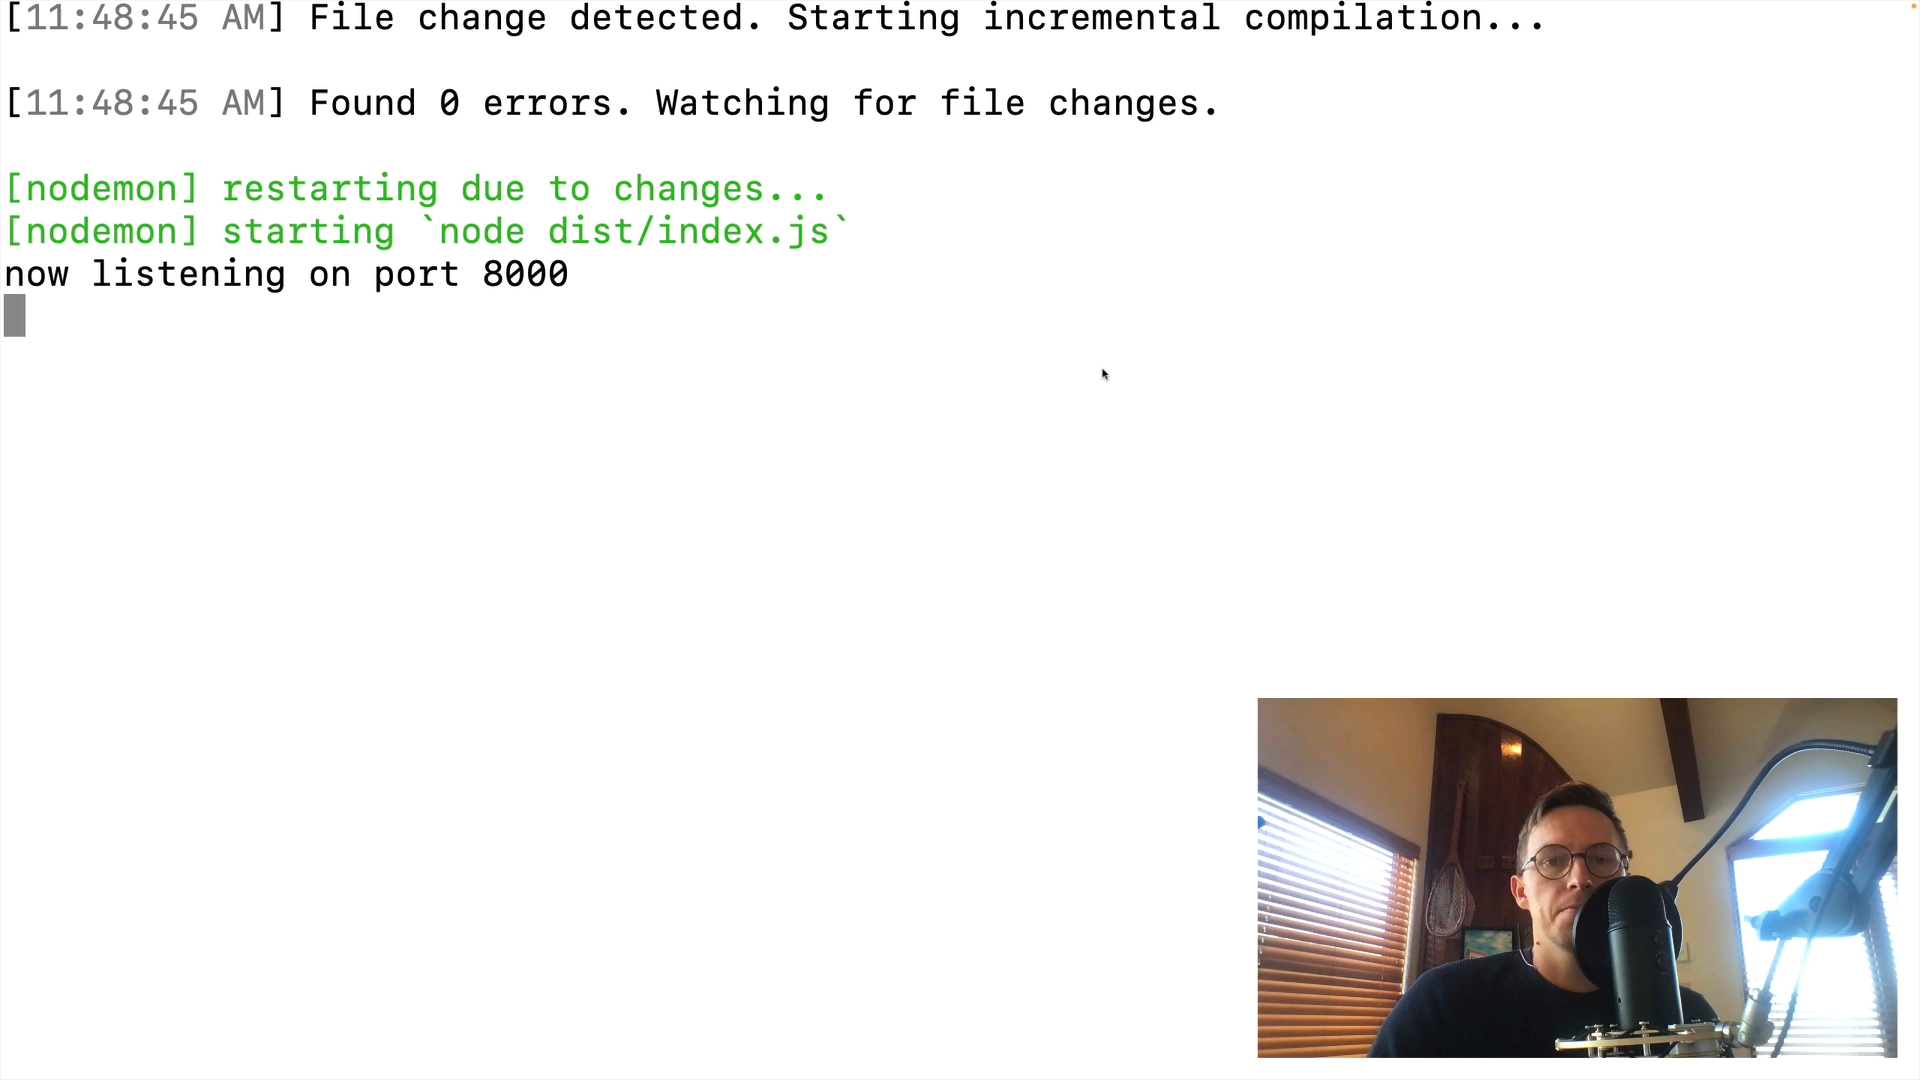 [11:48:45 AM] File change detected. Starting incremental compilation...
[11:48:45 AM] Found 0 errors. Watching for file changes.
[nodemon] restarting due to changes...
[nodemon] starting `node dist/index.js`
now listening on port 8000